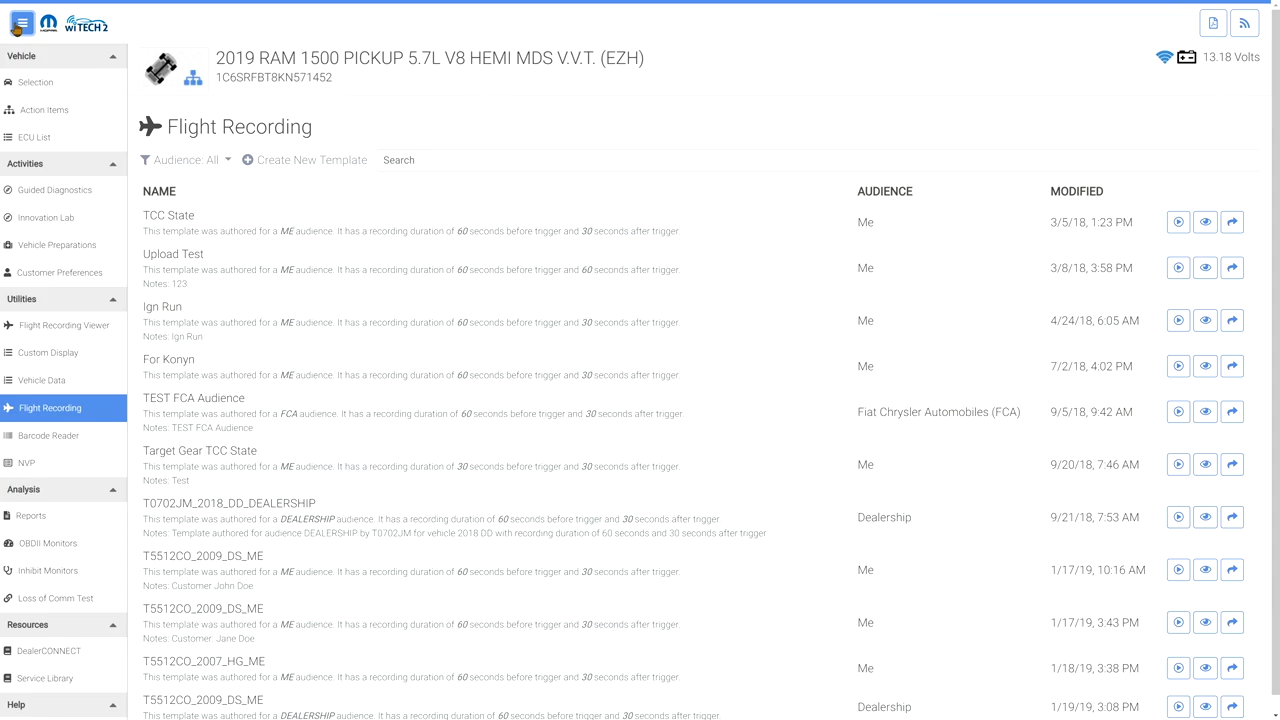 MOPAR
wiTECH 2
Vehicle
Selection
Action Items
ECU List
Activities
Guided Diagnostics
Innovation Lab
Vehicle Preparations
Customer Preferences
Utilities
Flight Recording Viewer
Custom Display
Vehicle Data
Flight Recording
Barcode Reader
NVP
Analysis
Reports
OBDII Monitors
Inhibit Monitors
Loss of Comm Test
Resources
DealerCONNECT
Service Library
Help
2019 RAM 1500 PICKUP 5.7L V8 HEMI MDS V.V.T. (EZH)
1C6SRFBT8KN571452
13.18 Volts
Flight Recording
Audience: All Create New Template Search
NAME AUDIENCE MODIFIED
TCC State
This template was authored for a ME audience. It has a recording duration of 60 seconds before trigger and 30 seconds after trigger.
Me 3/5/18, 1:23 PM
Upload Test
This template was authored for a ME audience. It has a recording duration of 60 seconds before trigger and 60 seconds after trigger.
Notes: 123
Me 3/8/18, 3:58 PM
Ign Run
This template was authored for a ME audience. It has a recording duration of 60 seconds before trigger and 30 seconds after trigger.
Notes: Ign Run
Me 4/24/18, 6:05 AM
For Konyn
This template was authored for a ME audience. It has a recording duration of 60 seconds before trigger and 30 seconds after trigger.
Me 7/2/18, 4:02 PM
TEST FCA Audience
This template was authored for a FCA audience. It has a recording duration of 60 seconds before trigger and 30 seconds after trigger.
Notes: TEST FCA Audience
Fiat Chrysler Automobiles (FCA) 9/5/18, 9:42 AM
Target Gear TCC State
This template was authored for a ME audience. It has a recording duration of 30 seconds before trigger and 30 seconds after trigger.
Notes: Test
Me 9/20/18, 7:46 AM
T0702JM_2018_DD_DEALERSHIP
This template was authored for a DEALERSHIP audience. It has a recording duration of 60 seconds before trigger and 30 seconds after trigger.
Notes: Template authored for audience DEALERSHIP by T0702JM for vehicle 2018 DD with recording duration of 60 seconds and 30 seconds after trigger
Dealership 9/21/18, 7:53 AM
T5512CO_2009_DS_ME
This template was authored for a ME audience. It has a recording duration of 60 seconds before trigger and 30 seconds after trigger.
Notes: Customer John Doe
Me 1/17/19, 10:16 AM
T5512CO_2009_DS_ME
This template was authored for a ME audience. It has a recording duration of 60 seconds before trigger and 30 seconds after trigger.
Notes: Customer: Jane Doe
Me 1/17/19, 3:43 PM
T5512CO_2007_HG_ME
This template was authored for a ME audience. It has a recording duration of 60 seconds before trigger and 30 seconds after trigger.
Me 1/18/19, 3:38 PM
T5512CO_2009_DS_ME
This template was authored for a DEALERSHIP audience. It has a recording duration of 60 seconds before trigger and 30 seconds after trigger.
Dealership 1/19/19, 3:08 PM